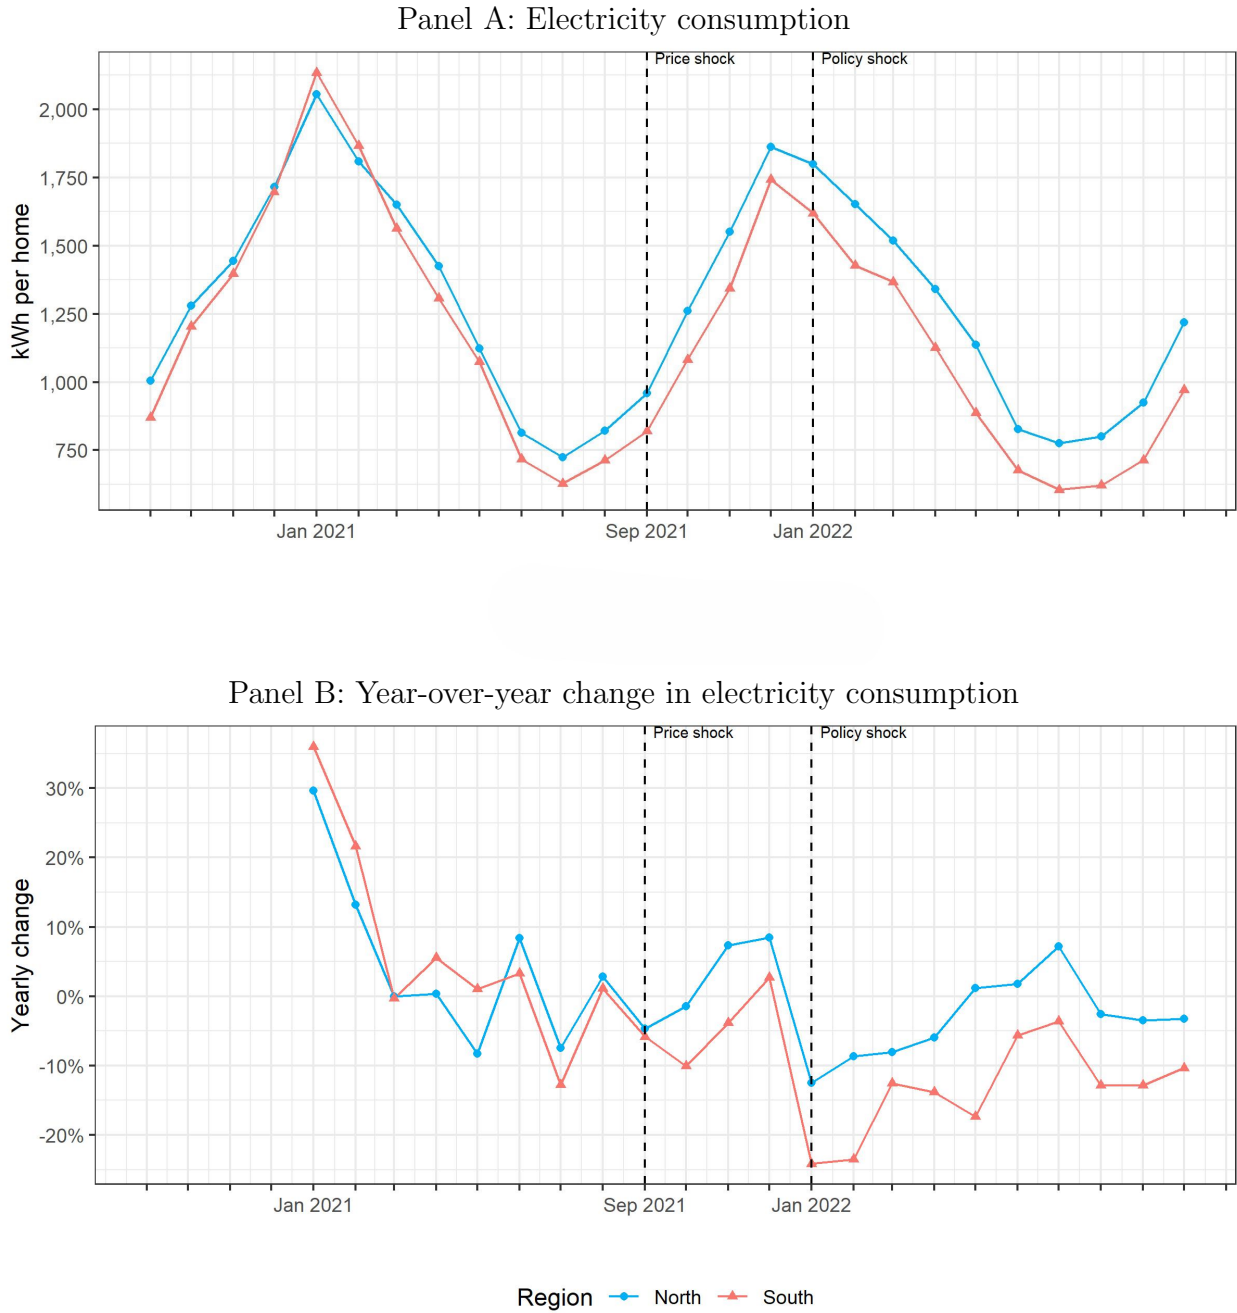 Panel A: Electricity consumption
Price shock
Policy shock
2,000
1,750
1,500
1,250
1,000
750
kWh per home
Jan 2021
Sep 2021
Jan 2022
Panel B: Year-over-year change in electricity consumption
Price shock
Policy shock
30%
20%
10%
0%
-10%
-20%
Yearly change
Jan 2021
Sep 2021
Jan 2022
Region North South